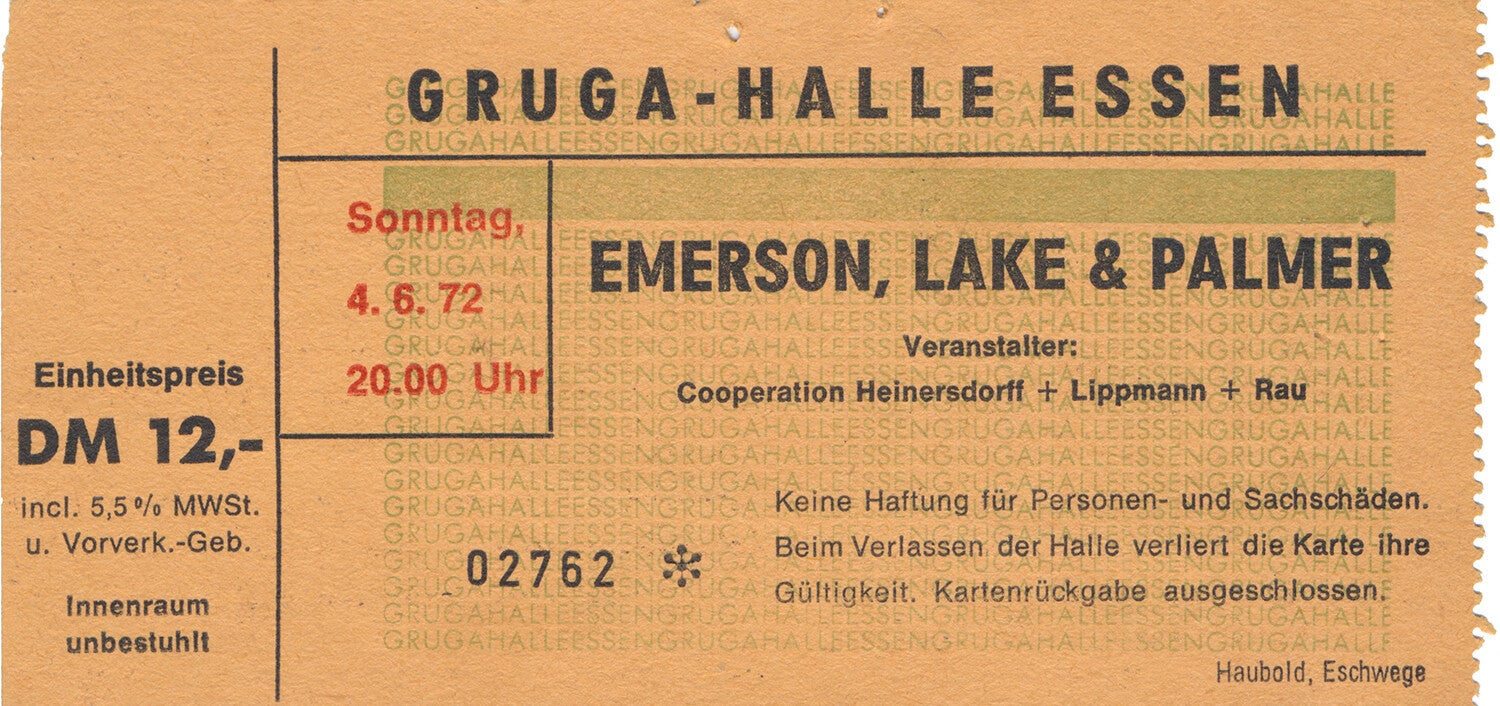 GRUGA-HALLE ESSEN
GRUGAHALLEESSENGRUGAHALLEESSENGRUGAHALLEESSENGRUGAHALLE
Sonntag,
4. 6. 72
20.00 Uhr
EMERSON, LAKE & PALMER
Veranstalter:
Cooperation Heinersdorff + Lippmann + Rau
Einheitspreis
DM 12,-
incl. 5,5% MWSt.
u. Vorverk.-Geb.
Innenraum
unbestuhlt
02762 *
Keine Haftung für Personen- und Sachschäden.
Beim Verlassen der Halle verliert die Karte ihre
Gültigkeit. Kartenrückgabe ausgeschlossen.
Haubold, Eschwege